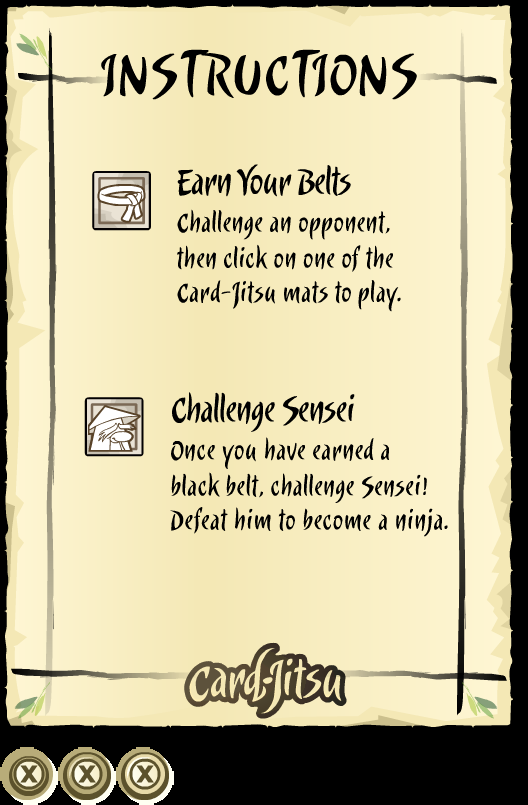 INSTRUCTIONS
Earn Your Belts
Challenge an opponent,
then click on one of the
Card-Jitsu mats to play.
Challenge Sensei
Once you have earned a
black belt, challenge Sensei!
Defeat him to become a ninja.
Card-Jitsu
X X X